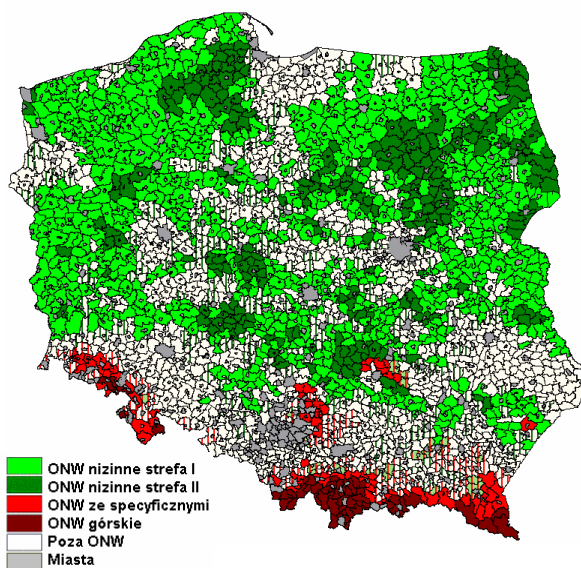 ONW nizinne strefa I
ONW nizinne strefa II
ONW ze specyficznymi
ONW górskie
Poza ONW
Miasta